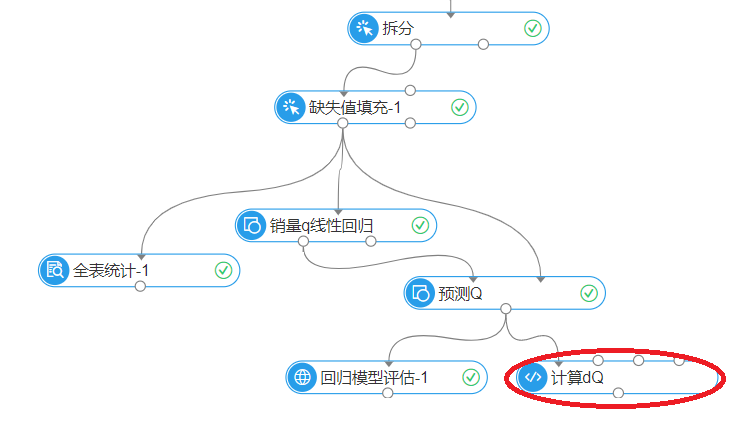 拆分
缺失值填充-1
销量q线性回归
全表统计-1
预测Q
回归模型评估-1
计算dQ